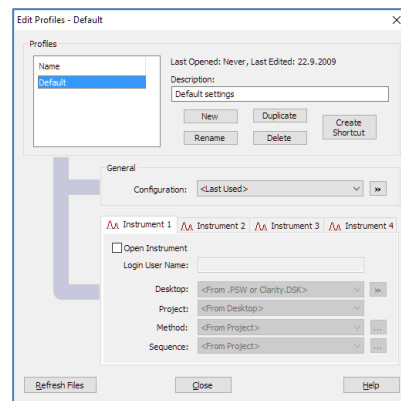 Edit Profiles - Default
Profiles
Name
Default
Last Opened: Never, Last Edited: 22.9.2009
Description:
Default settings
New
Duplicate
Create
Shortcut
Rename
Delete
General
Configuration:
<Last Used>
»
Instrument 1
Instrument 2
Instrument 3
Instrument 4
Open Instrument
Login User Name:
Desktop:
<From .PSW or Clarity.DSK>
»
Project:
<From Desktop>
Method:
<From Project>
...
Sequence:
<From Project>
...
Refresh Files
Close
Help